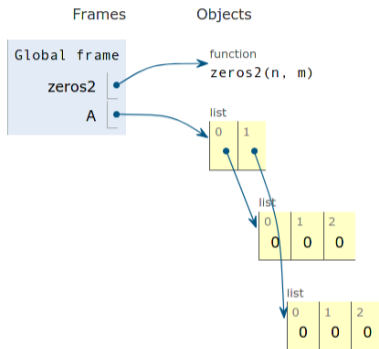 Frames Objects
Global frame
function
zeros2(n, m)
zeros2
A
list
0 1
list
0 1 2
0 0 0
list
0 1 2
0 0 0